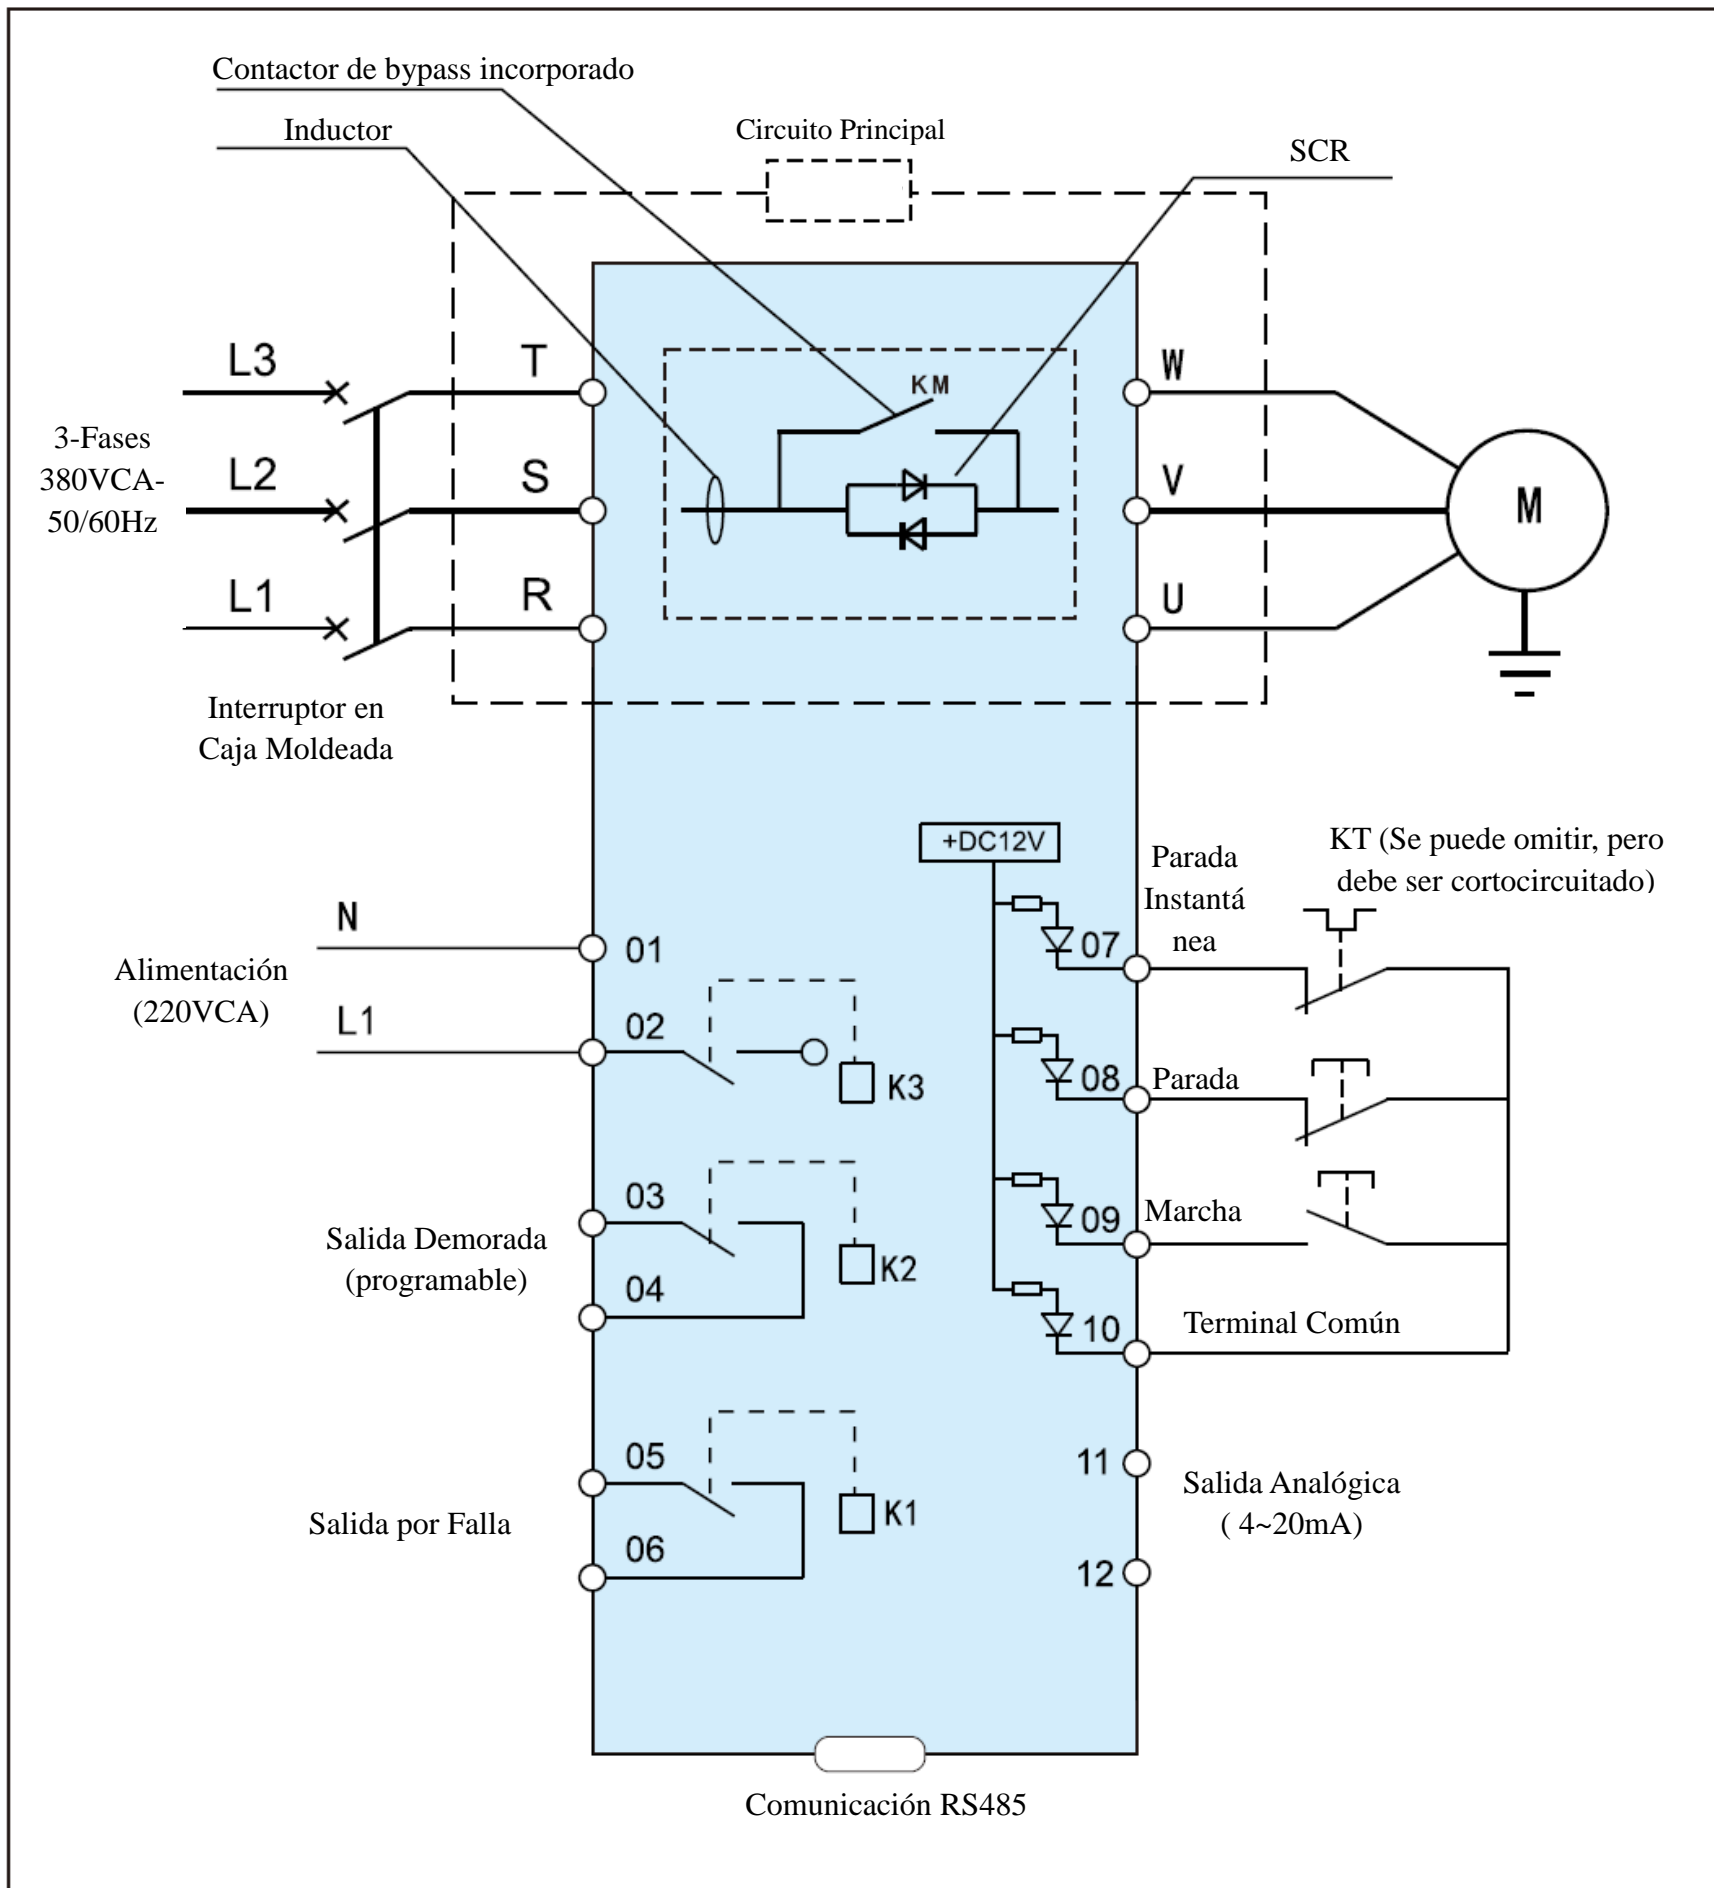 Contactor de bypass incorporado
Inductor
Circuito Principal
SCR
L3
T
KM
W
3-Fases
380VCA-
50/60Hz
L2
S
V
M
L1
R
U
Interruptor en
Caja Moldeada
+DC12V
Parada
Instantá
nea
KT (Se puede omitir, pero
debe ser cortocircuitado)
N
01
07
Alimentación
(220VCA)
L1
02
K3
08
Parada
03
Salida Demorada
(programable)
K2
04
09
Marcha
10
Terminal Común
05
Salida por Falla
K1
06
11
Salida Analógica
( 4~20mA)
12
Comunicación RS485